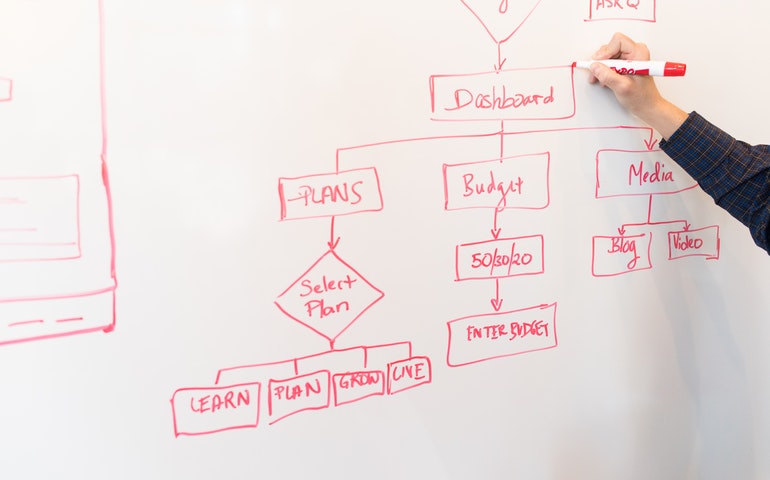 ASK Q
Dashboard
PLANS
Budget
Media
Select
Plan
50/30/20
Blog
Video
ENTER BUDGET
LEARN
PLAN
GROW
LIVE